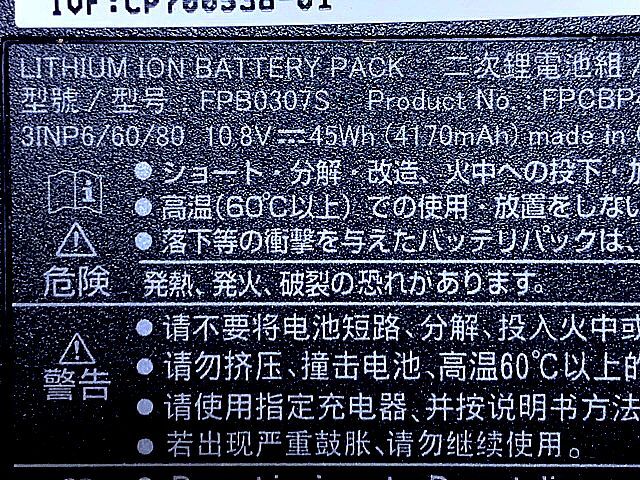 IVF:CP700538-01
LITHIUM ION BATTERY PACK 二次鋰電池組 /
型號 / 型号 : FPB0307S Product No : FPCBP
3INP6/60/80 10.8V⎓45Wh (4170mAh) made in
●ショート・分解・改造、火中への投下・
●高温(60℃以上)での使用・放置をしない
●落下等の衝撃を与えたバッテリパックは、
危険 発熱、発火、破裂の恐れがあります。
●请不要将电池短路、分解、投入火中或
●请勿挤压、撞击电池、高温60℃以上的
警告
●请使用指定充电器、并按说明书方法
●若出现严重鼓胀、请勿继续使用。